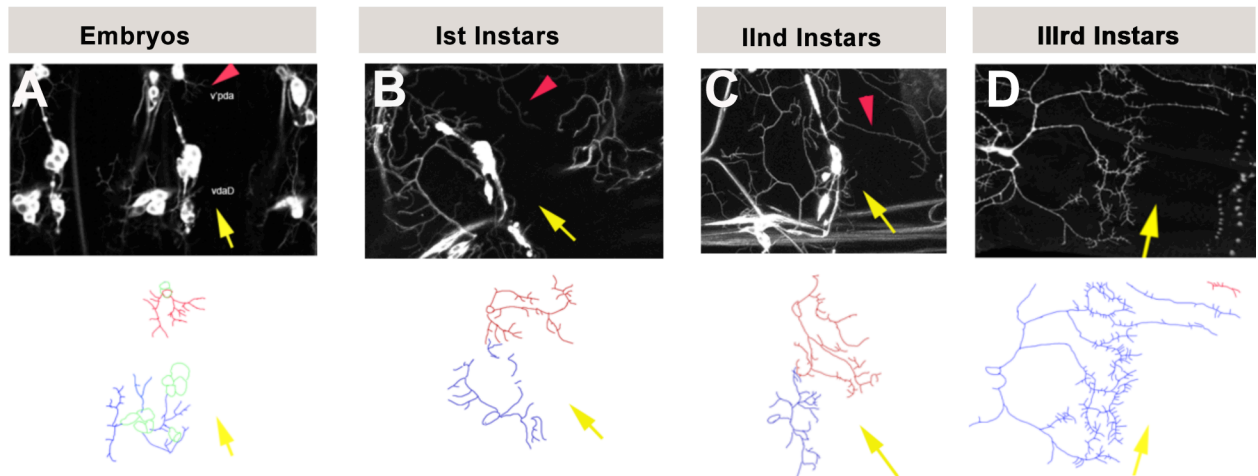 Embryos
Ist Instars
IInd Instars
IIIrd Instars
A
B
C
D
v'pda
vdaD